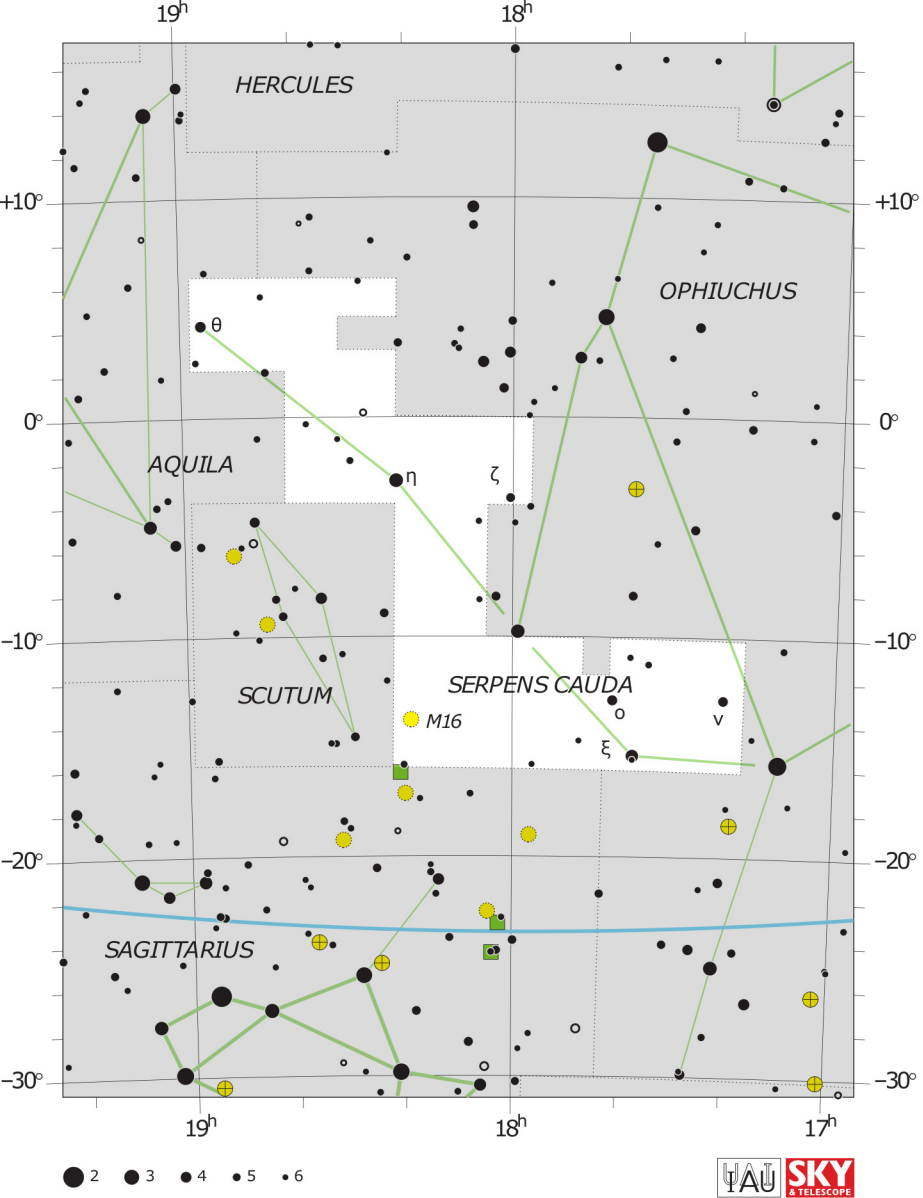 19h 18h
HERCULES
+10° +10°
OPHIUCHUS
θ
0° 0°
AQUILA
η ζ
−10° −10°
SERPENS CAUDA
SCUTUM
M16 ο ν
ξ
−20° −20°
SAGITTARIUS
−30° −30°
19h 18h 17h
2 3 4 5 6
IAU UAI
SKY
& TELESCOPE